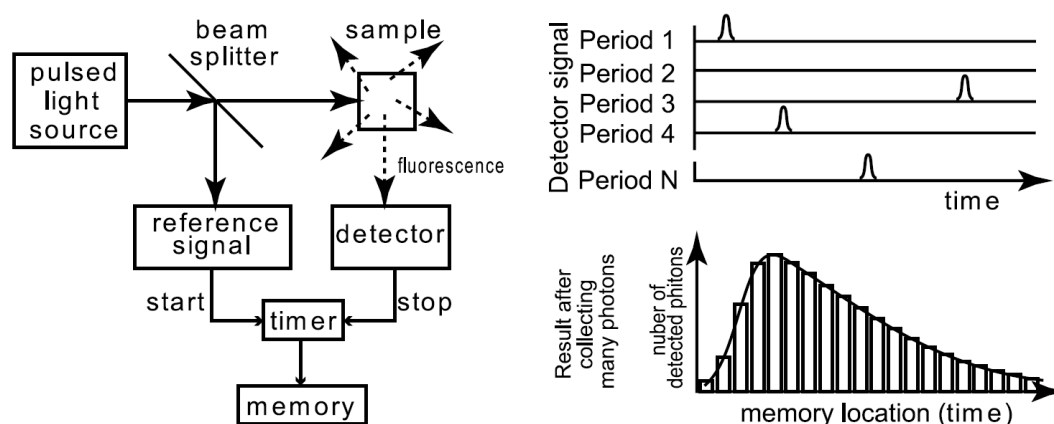 pulsed
light
source
beam
splitter
sample
fluorescence
reference
signal
detector
start
stop
timer
memory
Detector signal
Period 1
Period 2
Period 3
Period 4
Period N
time
Result after
collecting
many photons
nuber of
detected phitons
memory location (time)